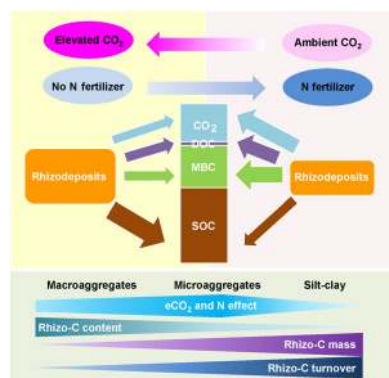 Elevated CO₂
Ambient CO₂
No N fertilizer
N fertilizer
CO₂
DOC
MBC
SOC
Rhizodeposits
Rhizodeposits
Macroaggregates Microaggregates Silt-clay
eCO₂ and N effect
Rhizo-C content
Rhizo-C mass
Rhizo-C turnover